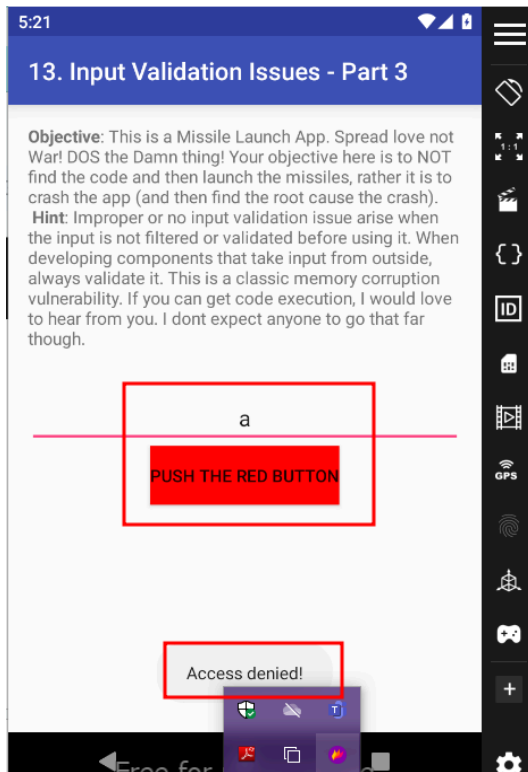 5:21
13. Input Validation Issues - Part 3
Objective: This is a Missile Launch App. Spread love not
War! DOS the Damn thing! Your objective here is to NOT
find the code and then launch the missiles, rather it is to
crash the app (and then find the root cause the crash).
Hint: Improper or no input validation issue arise when
the input is not filtered or validated before using it. When
developing components that take input from outside,
always validate it. This is a classic memory corruption
vulnerability. If you can get code execution, I would love
to hear from you. I dont expect anyone to go that far
though.
a
PUSH THE RED BUTTON
Access denied!
Free for
1:1
ID
GPS